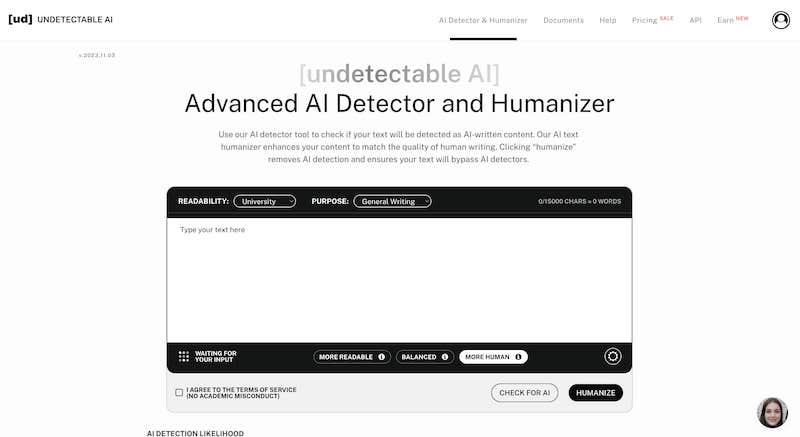 [ud] UNDETECTABLE AI
AI Detector & Humanizer Documents Help Pricing SALE API Earn NEW
v.2023.11.03
[undetectable AI]
Advanced AI Detector and Humanizer
Use our AI detector tool to check if your text will be detected as AI-written content. Our AI text
humanizer enhances your content to match the quality of human writing. Clicking “humanize”
removes AI detection and ensures your text will bypass AI detectors.
READABILITY: University PURPOSE: General Writing 0/15000 CHARS = 0 WORDS
Type your text here
WAITING FOR
YOUR INPUT
MORE READABLE BALANCED MORE HUMAN
I AGREE TO THE TERMS OF SERVICE
(NO ACADEMIC MISCONDUCT)
CHECK FOR AI HUMANIZE
AI DETECTION LIKELIHOOD